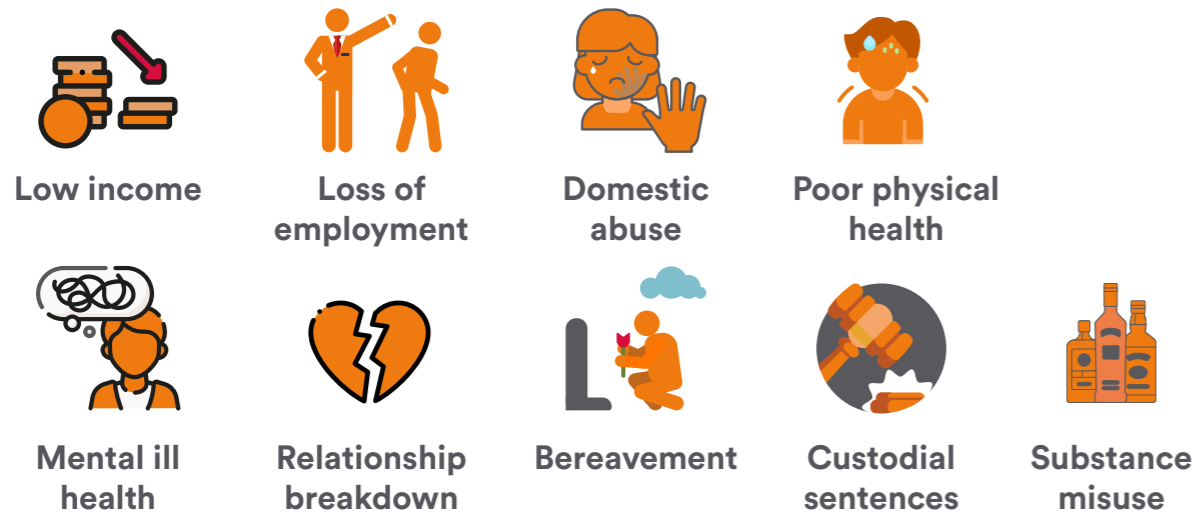 Low income
Loss of
employment
Domestic
abuse
Poor physical
health
Mental ill
health
Relationship
breakdown
Bereavement
Custodial
sentences
Substance
misuse